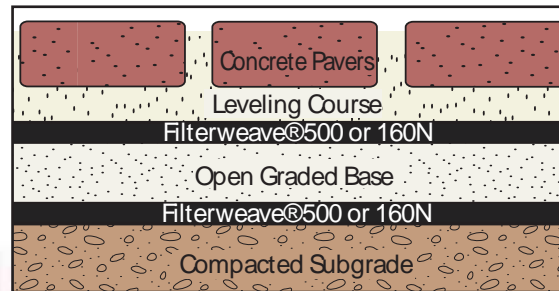 Concrete Pavers
Leveling Course
Filterweave®500 or 160N
Open Graded Base
Filterweave®500 or 160N
Compacted Subgrade